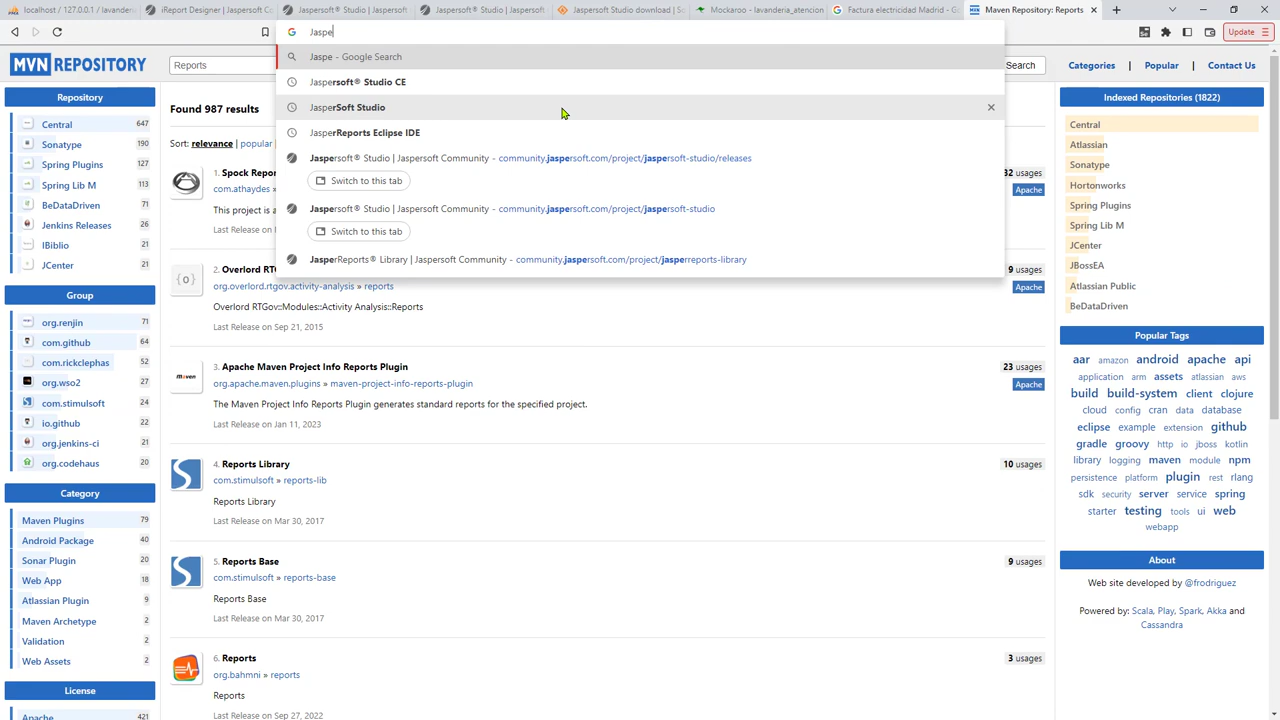 localhost / 127.0.0.1 / lavander
iReport Designer | Jaspersoft Co
Jaspersoft® Studio | Jaspersoft
Jaspersoft® Studio | Jaspersoft
Jaspersoft Studio download | So
Mockaroo - lavanderia_atencion
Factura electricidad Madrid - Go
Maven Repository: Reports
Jaspe
Update
MVN REPOSITORY
Reports
Search
Categories
Popular
Contact Us
Jaspe - Google Search
Jaspersoft® Studio CE
JasperSoft Studio
JasperReports Eclipse IDE
Jaspersoft® Studio | Jaspersoft Community - community.jaspersoft.com/project/jaspersoft-studio/releases
Switch to this tab
Jaspersoft® Studio | Jaspersoft Community - community.jaspersoft.com/project/jaspersoft-studio
Switch to this tab
JasperReports® Library | Jaspersoft Community - community.jaspersoft.com/project/jasperreports-library
Repository
Central 647
Sonatype 190
Spring Plugins 127
Spring Lib M 113
BeDataDriven 71
Jenkins Releases 26
IBiblio 21
JCenter 21
Group
org.renjin 71
com.github 64
com.rickclephas 52
org.wso2 27
com.stimulsoft 24
io.github 22
org.jenkins-ci 21
org.codehaus 20
Category
Maven Plugins 79
Android Package 40
Sonar Plugin 20
Web App 18
Atlassian Plugin 9
Maven Archetype 2
Validation 2
Web Assets 2
License
Apache 421
Found 987 results
Sort: relevance | popular
1. Spock Repor
32 usages
com.athaydes
Apache
This project is a
Last Release on
2. Overlord RTG
9 usages
org.overlord.rtgov.activity-analysis » reports
Apache
Overlord RTGov::Modules::Activity Analysis::Reports
Last Release on Sep 21, 2015
3. Apache Maven Project Info Reports Plugin
23 usages
org.apache.maven.plugins » maven-project-info-reports-plugin
Apache
The Maven Project Info Reports Plugin generates standard reports for the specified project.
Last Release on Jan 11, 2023
4. Reports Library
10 usages
com.stimulsoft » reports-lib
Reports Library
Last Release on Mar 30, 2017
5. Reports Base
9 usages
com.stimulsoft » reports-base
Reports Base
Last Release on Mar 30, 2017
6. Reports
3 usages
org.bahmni » reports
Reports
Last Release on Sep 27, 2022
Indexed Repositories (1822)
Central
Atlassian
Sonatype
Hortonworks
Spring Plugins
Spring Lib M
JCenter
JBossEA
Atlassian Public
BeDataDriven
Popular Tags
aar amazon android apache api
application arm assets atlassian aws
build build-system client clojure
cloud config cran data database
eclipse example extension github
gradle groovy http io jboss kotlin
library logging maven module npm
persistence platform plugin rest rlang
sdk security server service spring
starter testing tools ui web
webapp
About
Web site developed by @frodriguez
Powered by: Scala, Play, Spark, Akka and
Cassandra